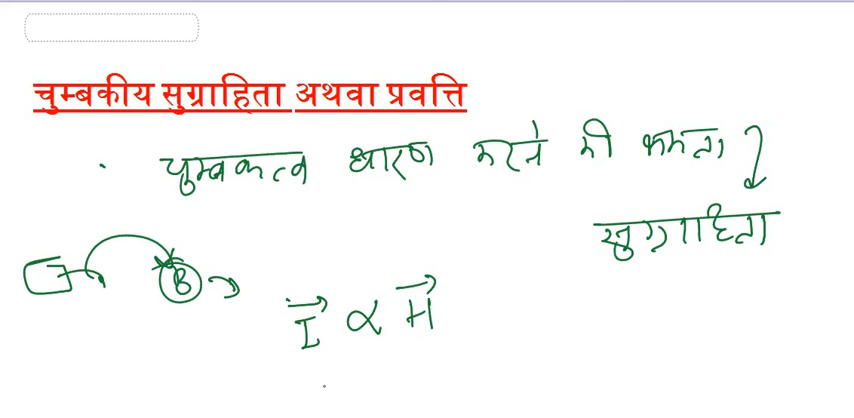 चुम्बकीय सुग्राहिता अथवा प्रवत्ति
चुम्बकत्व धारण करने की क्षमता
सुग्राहिता
B
I ∝ H